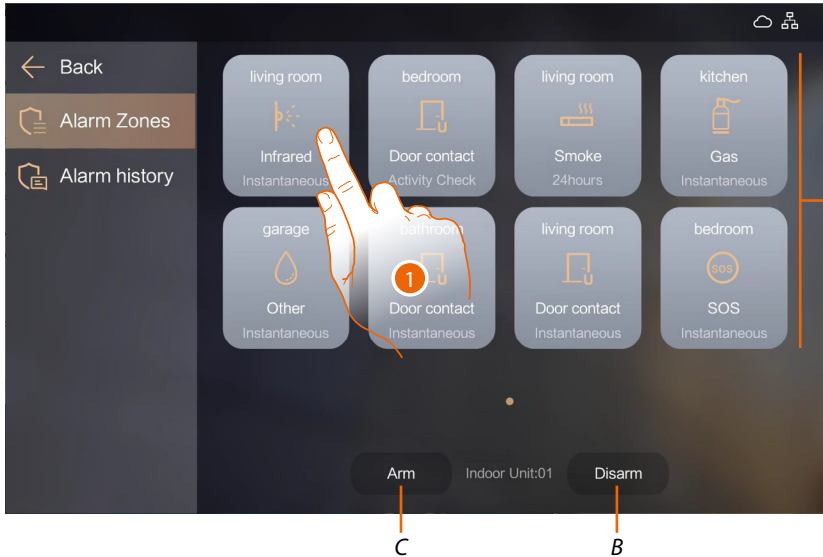 Back
Alarm Zones
Alarm history
living room
Infrared
Instantaneous
bedroom
Door contact
Activity Check
living room
Smoke
24hours
kitchen
Gas
Instantaneous
garage
Other
Instantaneous
bathroom
Door contact
Instantaneous
living room
Door contact
Instantaneous
bedroom
SOS
SOS
Instantaneous
1
Arm
Indoor Unit:01
Disarm
C
B